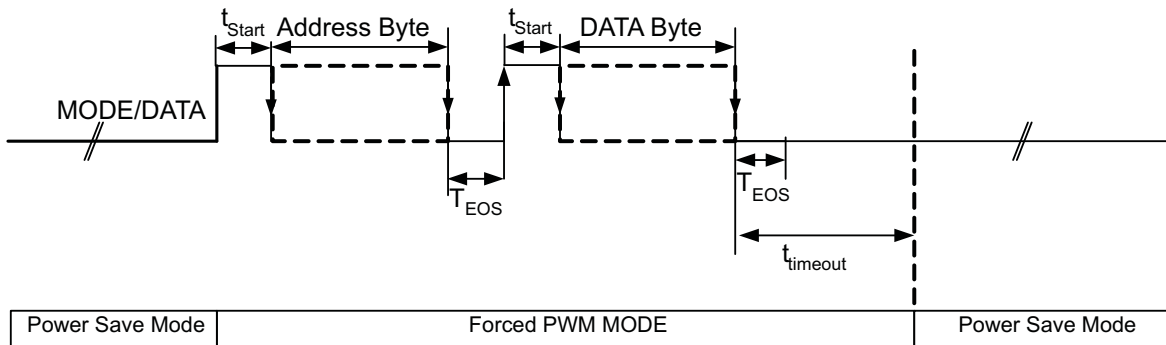 tStart Address Byte tStart DATA Byte
MODE/DATA
TEOS TEOS
ttimeout
Power Save Mode Forced PWM MODE Power Save Mode